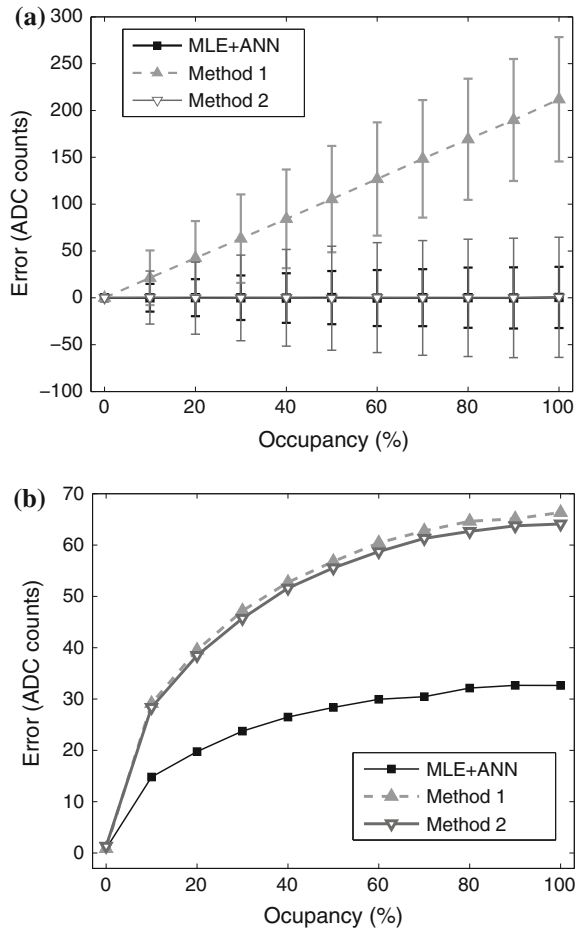 (a)
300
250
200
150
100
50
0
−50
−100
Error (ADC counts)
MLE+ANN
Method 1
Method 2
0 20 40 60 80 100
Occupancy (%)
(b)
70
60
50
40
30
20
10
0
Error (ADC counts)
MLE+ANN
Method 1
Method 2
0 20 40 60 80 100
Ocupancy (%)